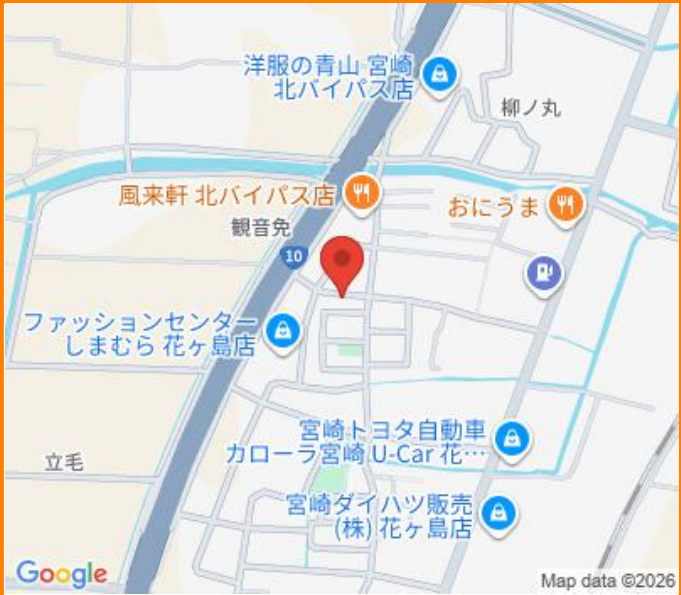 洋服の青山 宮崎
北バイパス店
柳ノ丸
風来軒 北バイパス店
おにうま
観音免
10
ファッションセンター
しまむら 花ヶ島店
宮崎トヨタ自動車
カローラ宮崎 U-Car 花…
立毛
宮崎ダイハツ販売
(株) 花ヶ島店
Google
Map data ©2026